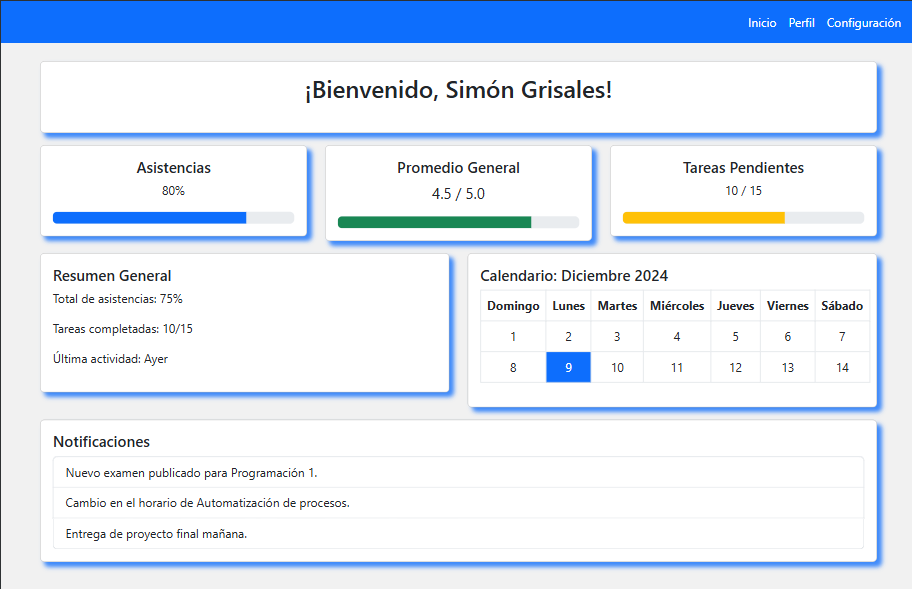 Inicio Perfil Configuración
¡Bienvenido, Simón Grisales!
Asistencias
80%
Promedio General
4.5 / 5.0
Tareas Pendientes
10 / 15
Resumen General
Total de asistencias: 75%
Tareas completadas: 10/15
Última actividad: Ayer
Calendario: Diciembre 2024
Domingo Lunes Martes Miércoles Jueves Viernes Sábado
1 2 3 4 5 6 7
8 9 10 11 12 13 14
Notificaciones
Nuevo examen publicado para Programación 1.
Cambio en el horario de Automatización de procesos.
Entrega de proyecto final mañana.